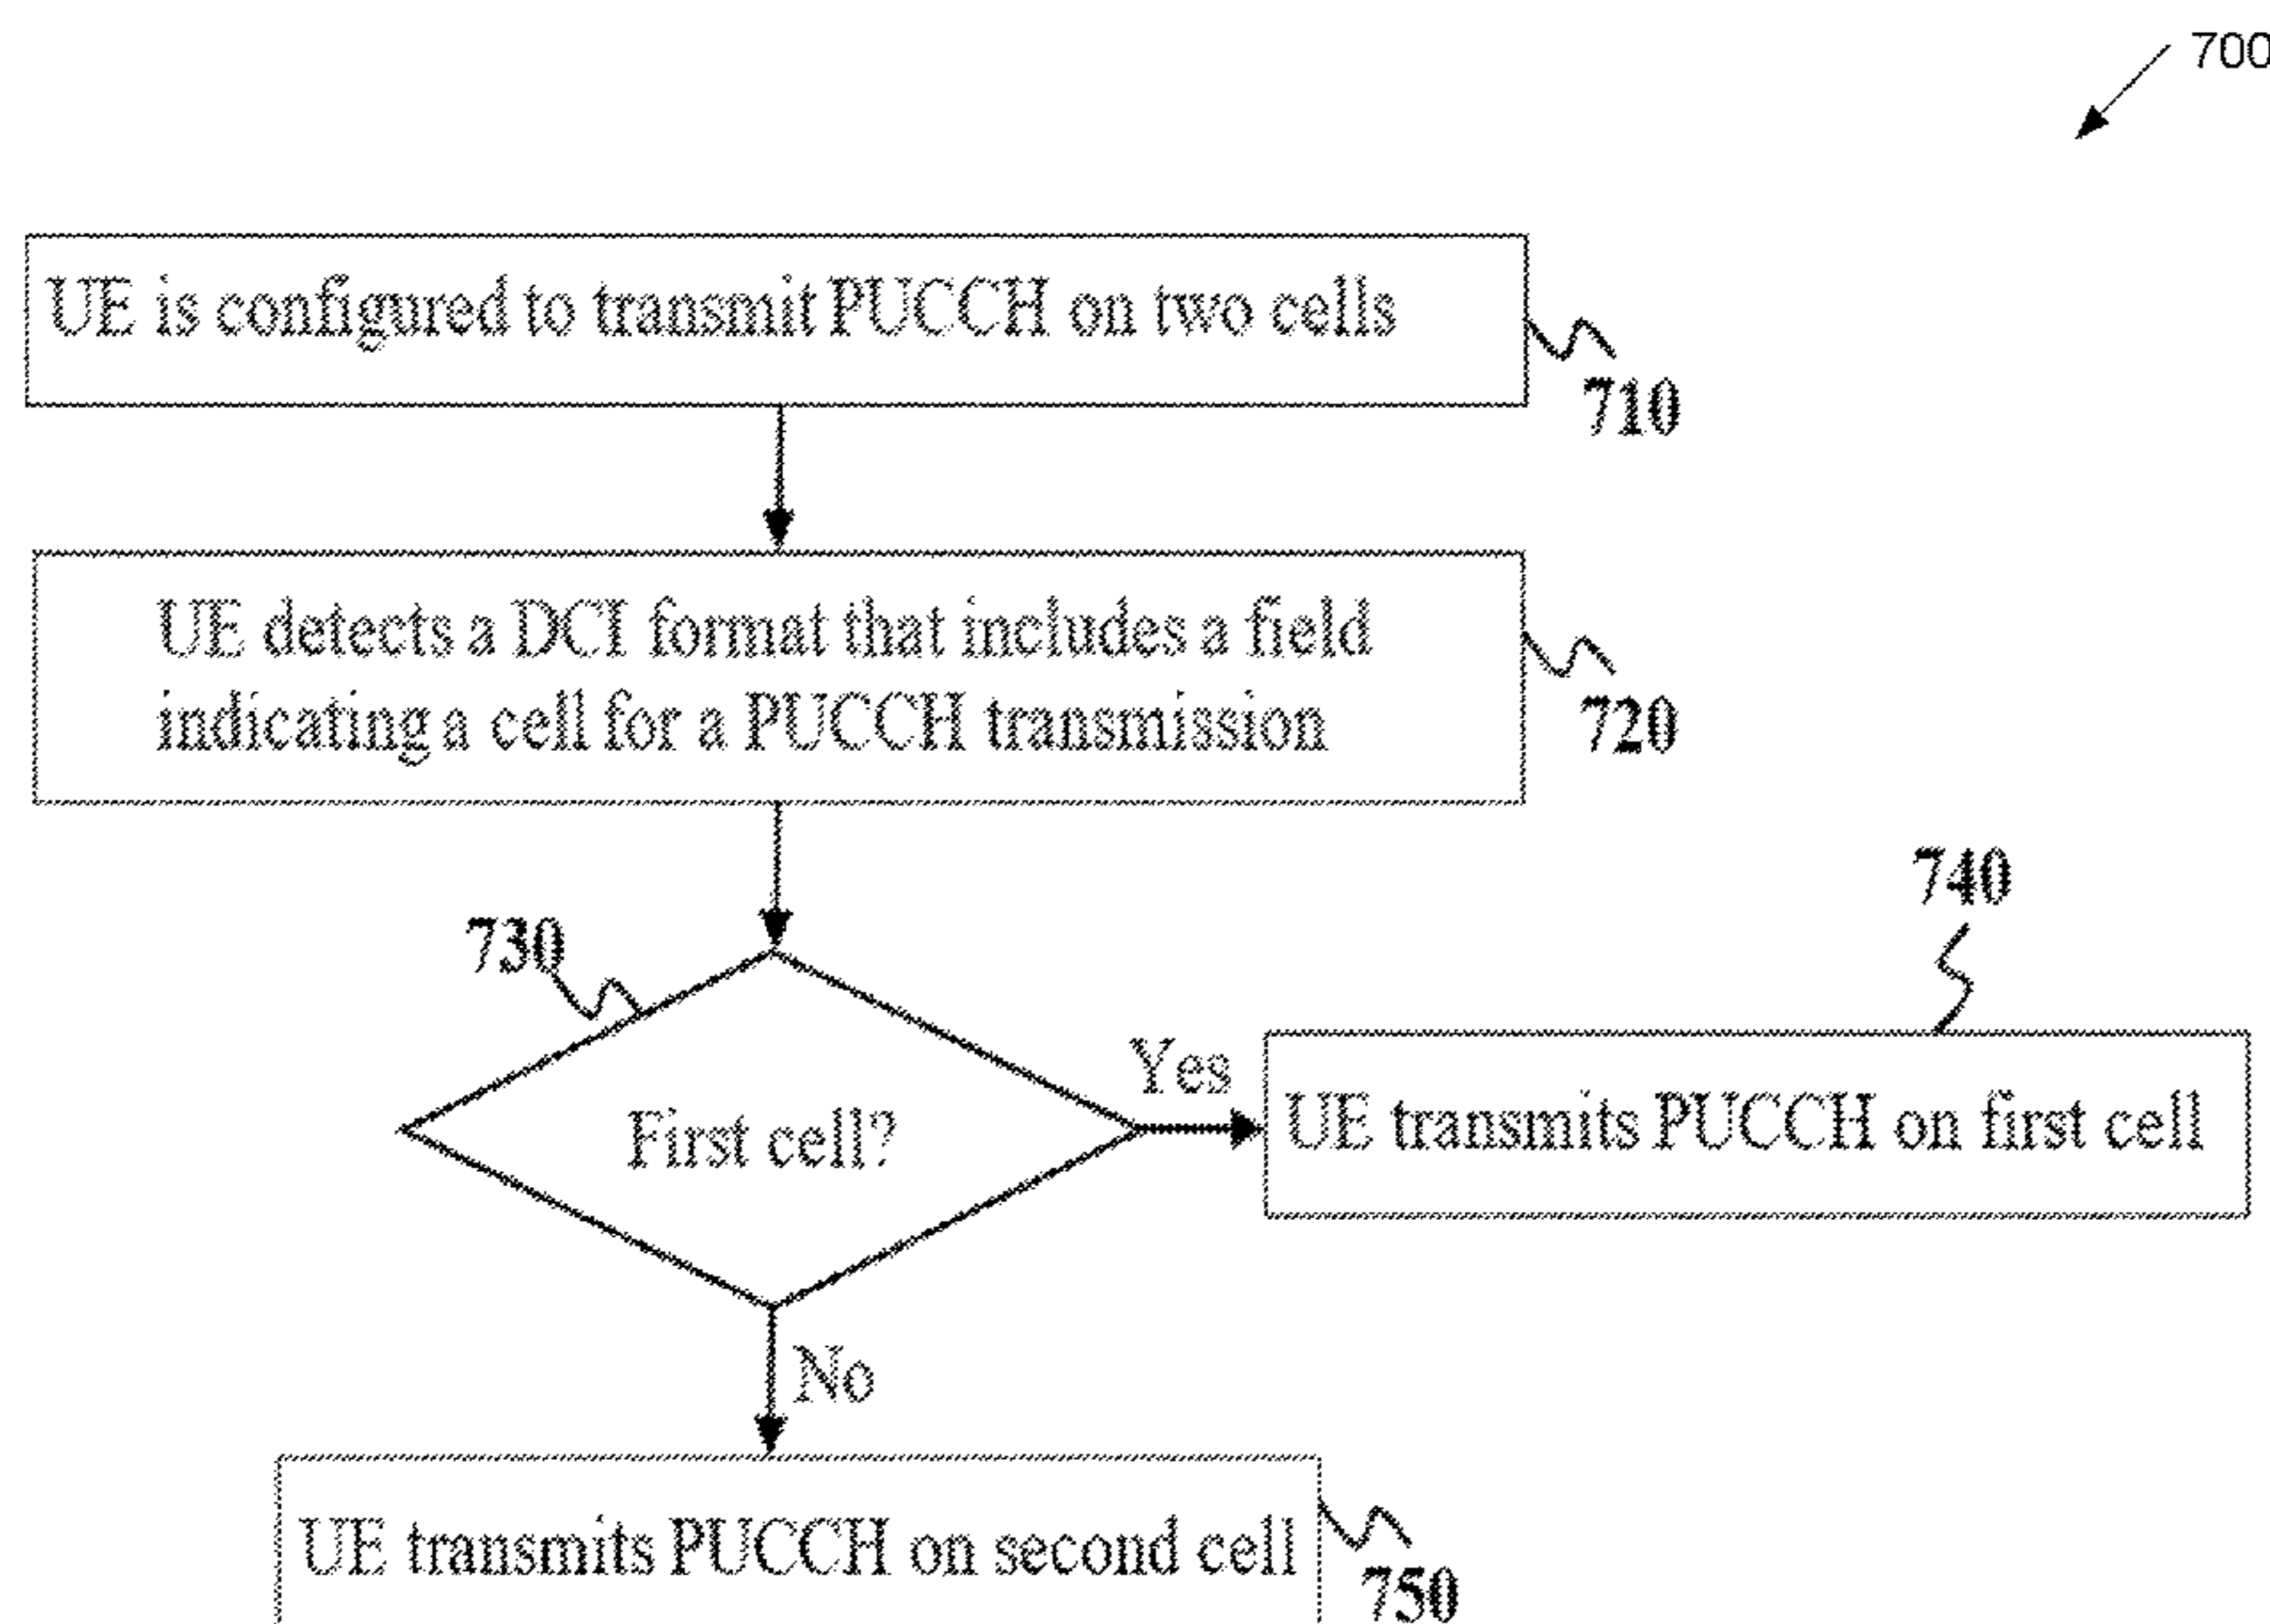 700
UE is configured to transmit PUCCH on two cells
710
UE detects a DCI format that includes a field
indicating a cell for a PUCCH transmission
720
730
740
First cell?
Yes
UE transmits PUCCH on first cell
No
UE transmits PUCCH on second cell
750